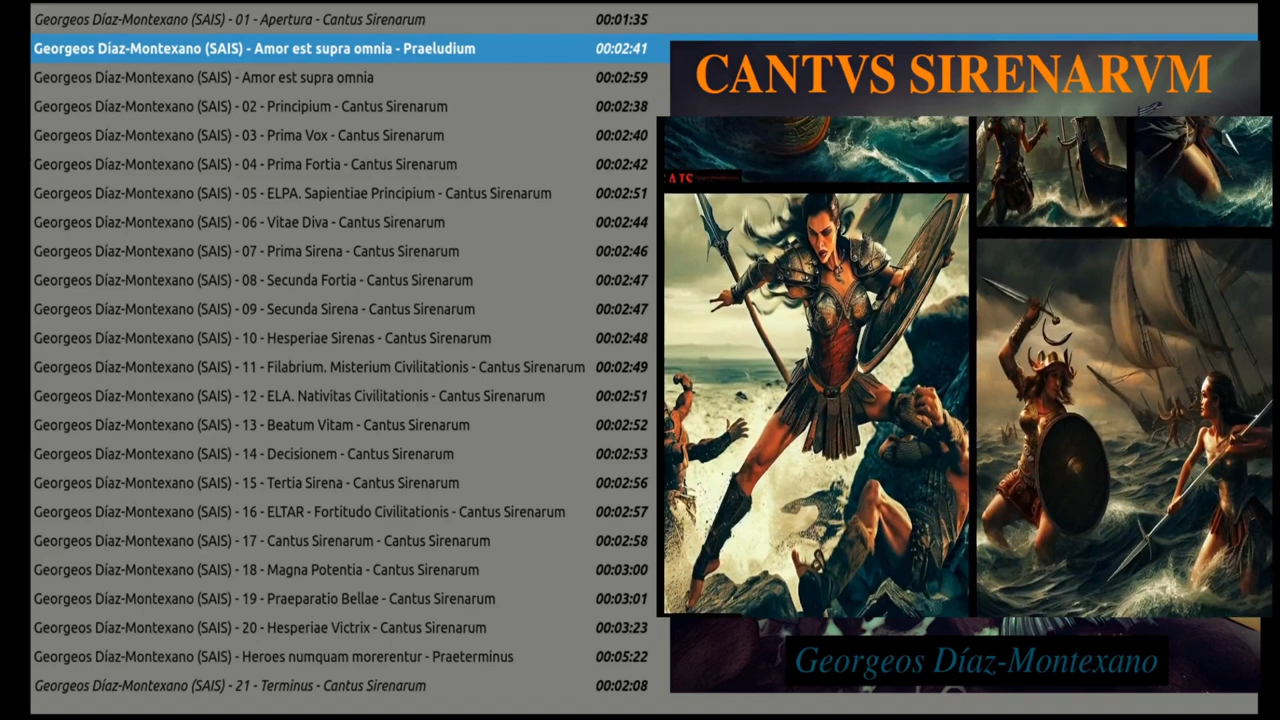 Georgeos Díaz-Montexano (SAIS) - 01 - Apertura - Cantus Sirenarum 00:01:35
Georgeos Díaz-Montexano (SAIS) - Amor est supra omnia - Praeludium 00:02:41
Georgeos Díaz-Montexano (SAIS) - Amor est supra omnia 00:02:59
Georgeos Díaz-Montexano (SAIS) - 02 - Principium - Cantus Sirenarum 00:02:38
Georgeos Díaz-Montexano (SAIS) - 03 - Prima Vox - Cantus Sirenarum 00:02:40
Georgeos Díaz-Montexano (SAIS) - 04 - Prima Fortia - Cantus Sirenarum 00:02:42
Georgeos Díaz-Montexano (SAIS) - 05 - ELPA. Sapientiae Principium - Cantus Sirenarum 00:02:51
Georgeos Díaz-Montexano (SAIS) - 06 - Vitae Diva - Cantus Sirenarum 00:02:44
Georgeos Díaz-Montexano (SAIS) - 07 - Prima Sirena - Cantus Sirenarum 00:02:46
Georgeos Díaz-Montexano (SAIS) - 08 - Secunda Fortia - Cantus Sirenarum 00:02:47
Georgeos Díaz-Montexano (SAIS) - 09 - Secunda Sirena - Cantus Sirenarum 00:02:47
Georgeos Díaz-Montexano (SAIS) - 10 - Hesperiae Sirenas - Cantus Sirenarum 00:02:48
Georgeos Díaz-Montexano (SAIS) - 11 - Filabrium. Misterium Civilitationis - Cantus Sirenarum 00:02:49
Georgeos Díaz-Montexano (SAIS) - 12 - ELA. Nativitas Civilitationis - Cantus Sirenarum 00:02:51
Georgeos Díaz-Montexano (SAIS) - 13 - Beatum Vitam - Cantus Sirenarum 00:02:52
Georgeos Díaz-Montexano (SAIS) - 14 - Decisionem - Cantus Sirenarum 00:02:53
Georgeos Díaz-Montexano (SAIS) - 15 - Tertia Sirena - Cantus Sirenarum 00:02:56
Georgeos Díaz-Montexano (SAIS) - 16 - ELTAR - Fortitudo Civilitationis - Cantus Sirenarum 00:02:57
Georgeos Díaz-Montexano (SAIS) - 17 - Cantus Sirenarum - Cantus Sirenarum 00:02:58
Georgeos Díaz-Montexano (SAIS) - 18 - Magna Potentia - Cantus Sirenarum 00:03:00
Georgeos Díaz-Montexano (SAIS) - 19 - Praeparatio Bellae - Cantus Sirenarum 00:03:01
Georgeos Díaz-Montexano (SAIS) - 20 - Hesperiae Victrix - Cantus Sirenarum 00:03:23
Georgeos Díaz-Montexano (SAIS) - Heroes numquam morerentur - Praeterminus 00:05:22
Georgeos Díaz-Montexano (SAIS) - 21 - Terminus - Cantus Sirenarum 00:02:08
CANTVS SIRENARVM
Georgeos Díaz-Montexano